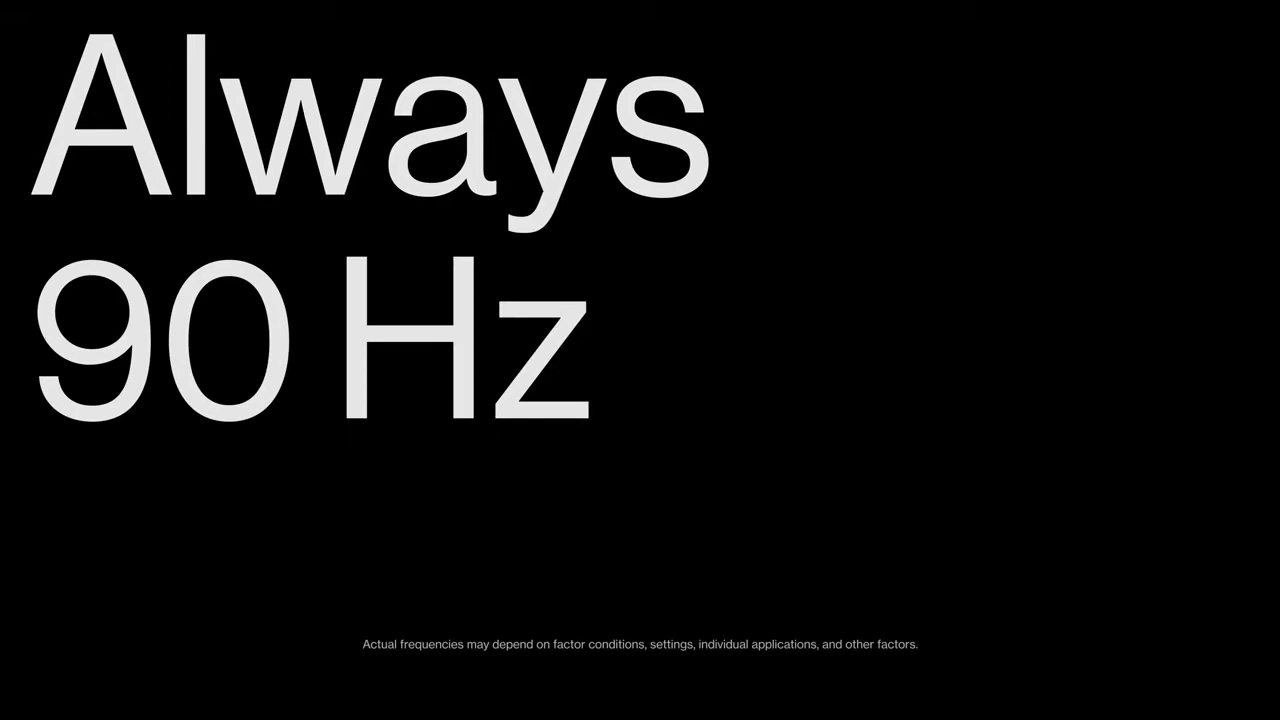 Always
90 Hz
Actual frequencies may depend on factor conditions, settings, individual applications, and other factors.